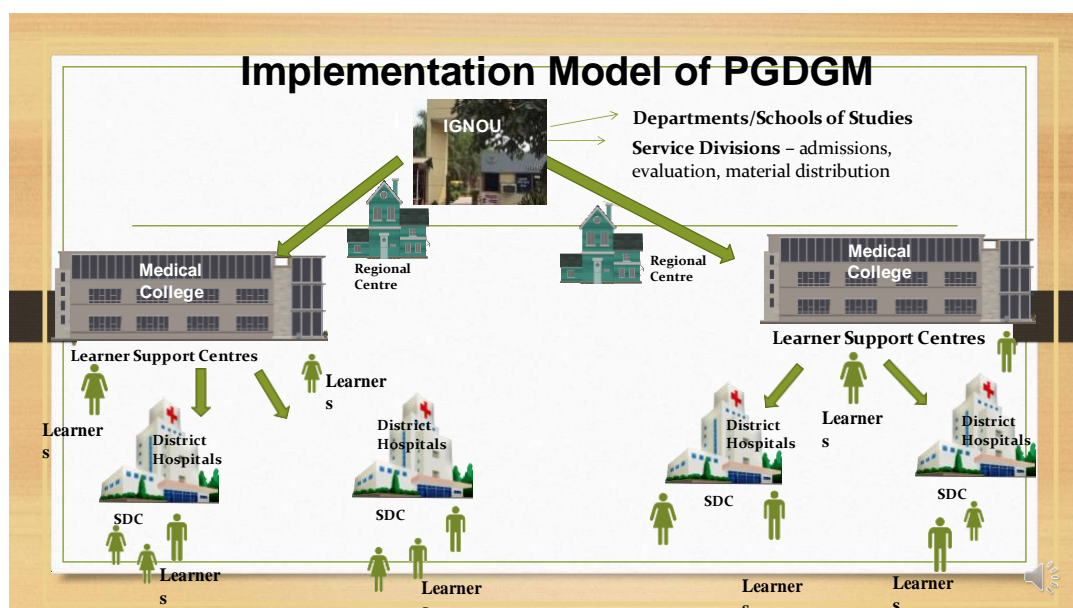 Implementation Model of PGDGM
IGNOU
Departments/Schools of Studies
Service Divisions – admissions,
evaluation, material distribution
Regional
Centre
Regional
Centre
Medical
College
Medical
College
Learner Support Centres
Learner Support Centres
Learner
s
Learner
s
Learner
s
District
Hospitals
District
Hospitals
District
Hospitals
District
Hospitals
SDC
SDC
SDC
SDC
Learner
s
Learner
Learner
s
Learner
s